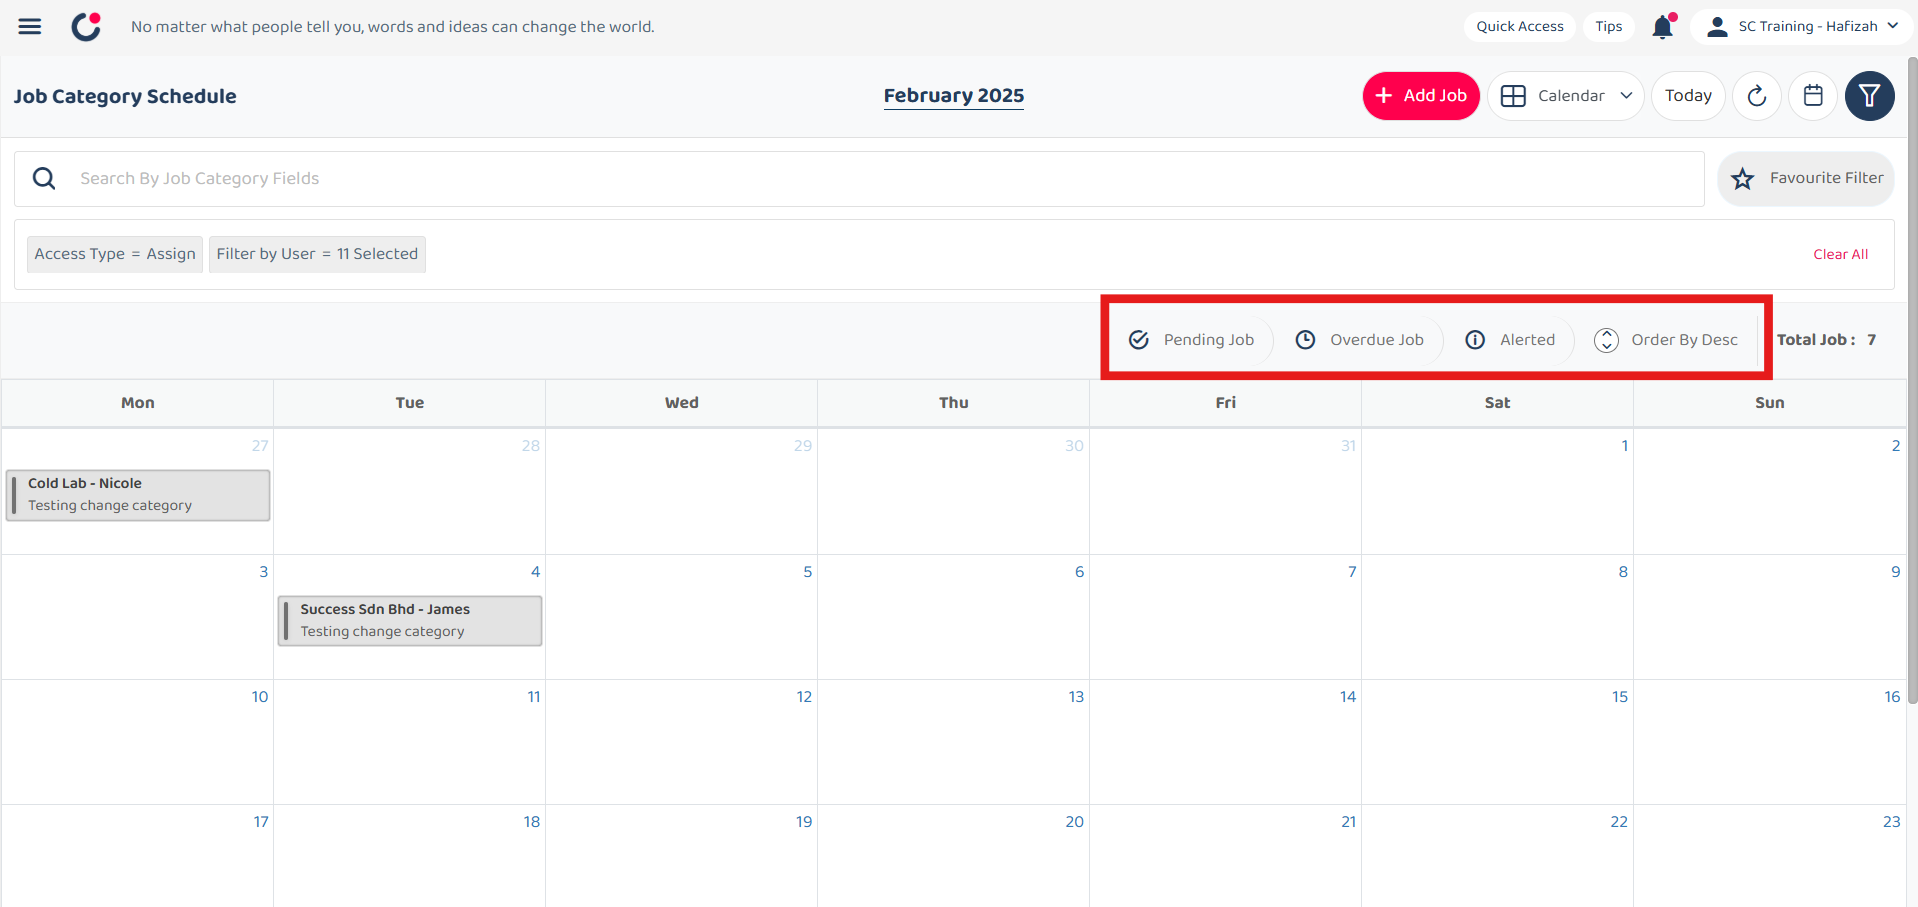 No matter what people tell you, words and ideas can change the world.
Quick Access
Tips
SC Training - Hafizah
Job Category Schedule
February 2025
+ Add Job
Calendar
Today
Search By Job Category Fields
Favourite Filter
Access Type = Assign
Filter by User = 11 Selected
Clear All
Pending Job
Overdue Job
Alerted
Order By Desc
Total Job : 7
Mon Tue Wed Thu Fri Sat Sun
27 28 29 30 31 1 2
Cold Lab - Nicole
Testing change category
3 4 5 6 7 8 9
Success Sdn Bhd - James
Testing change category
10 11 12 13 14 15 16
17 18 19 20 21 22 23